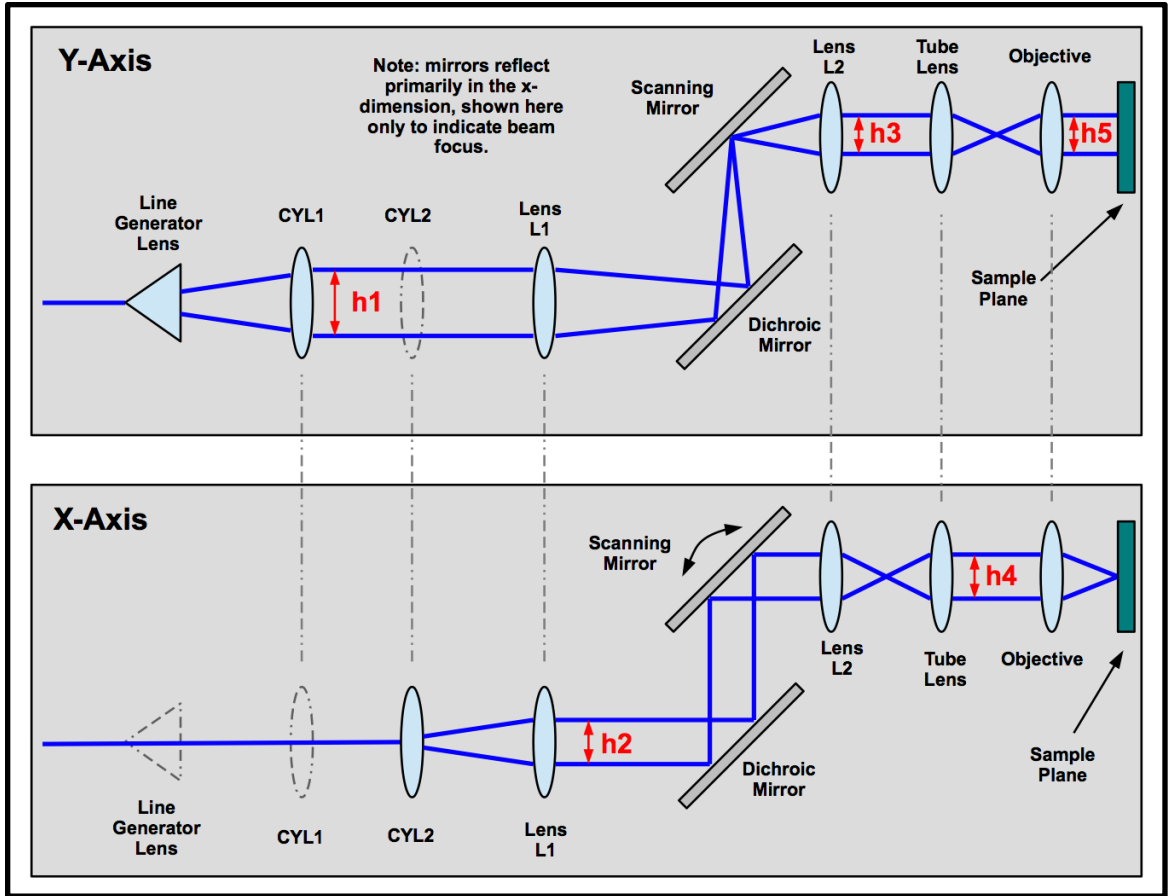 Y-Axis
Note: mirrors reflect
primarily in the x-
dimension, shown here
only to indicate beam
focus.
Scanning
Mirror
Lens
L2
Tube
Lens
Objective
h3
h5
Line
Generator
Lens
CYL1
CYL2
Lens
L1
h1
Dichroic
Mirror
Sample
Plane
X-Axis
Scanning
Mirror
h4
Lens
L2
Tube
Lens
Objective
h2
Dichroic
Mirror
Sample
Plane
Line
Generator
Lens
CYL1
CYL2
Lens
L1